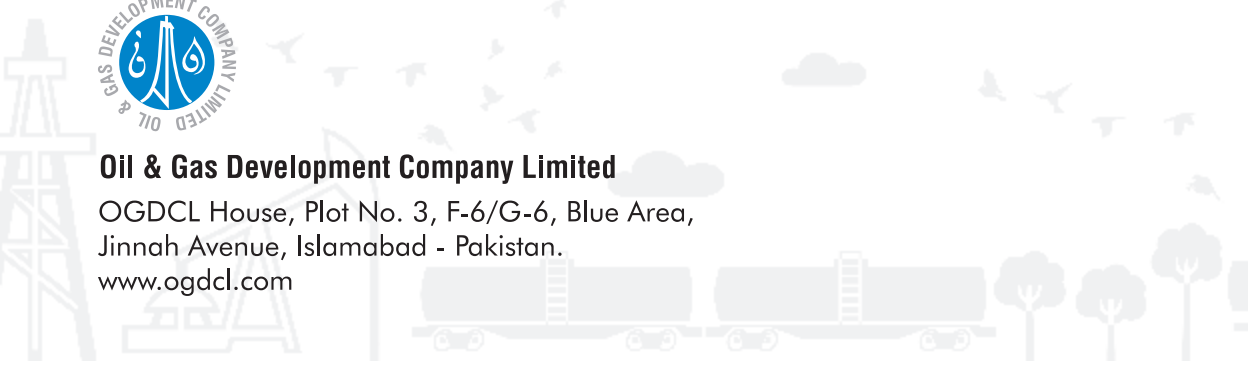 OIL & GAS DEVELOPMENT COMPANY LIMITED
Oil & Gas Development Company Limited
OGDCL House, Plot No. 3, F-6/G-6, Blue Area,
Jinnah Avenue, Islamabad - Pakistan.
www.ogdcl.com